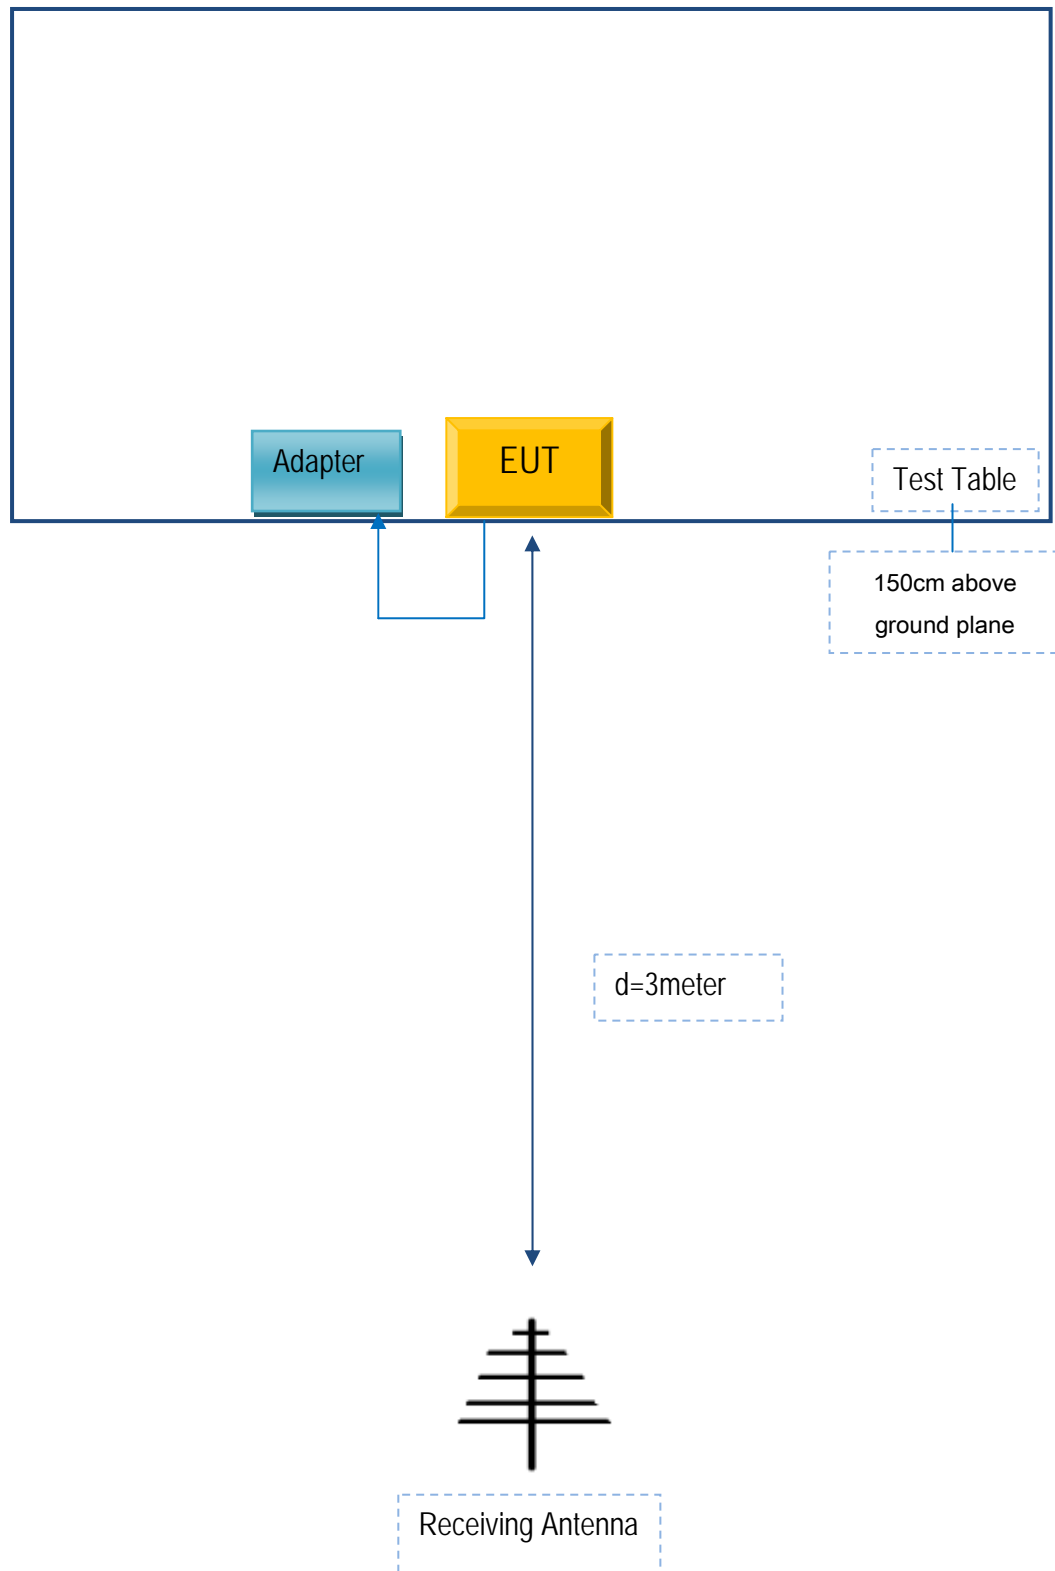 Adapter
EUT
Test Table
150cm above
ground plane
d=3meter
Receiving Antenna